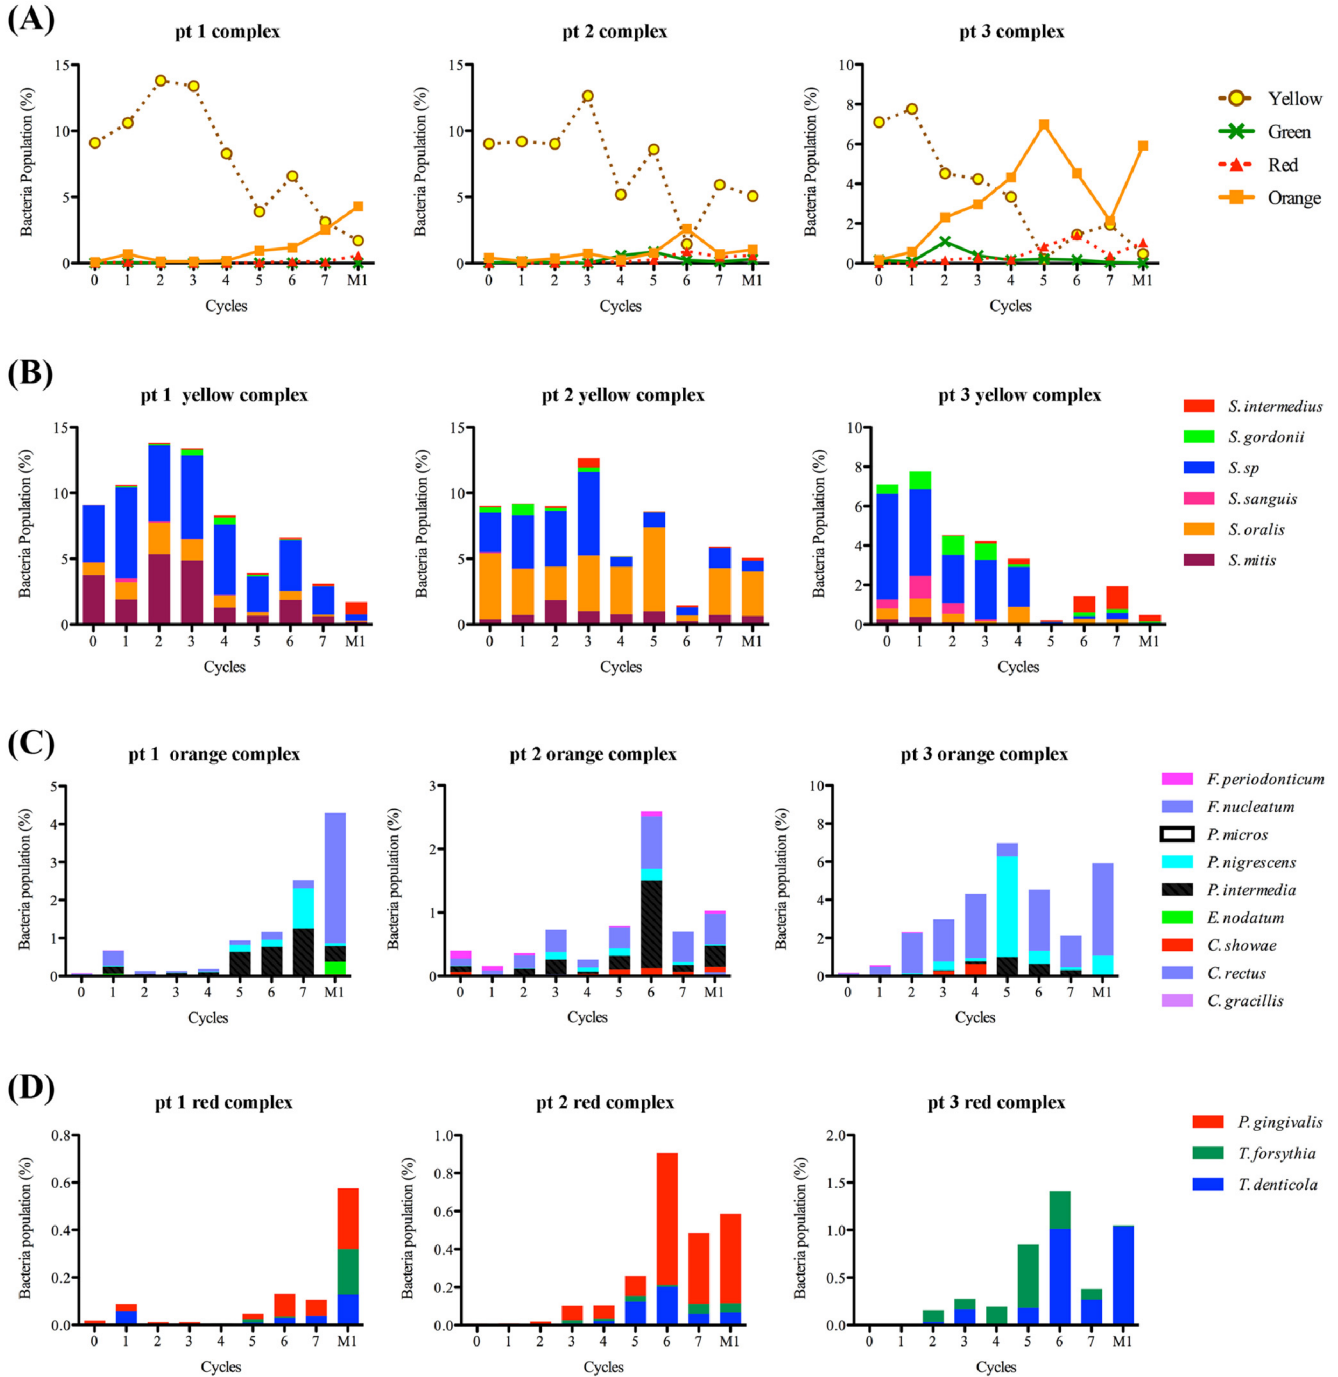 (A)
pt 1 complex
pt 2 complex
pt 3 complex
Bacteria Population (%)
15
10
5
0
0 1 2 3 4 5 6 7 M1
Cycles
Bacteria Population (%)
15
10
5
0
0 1 2 3 4 5 6 7 M1
Cycles
Bacteria Population (%)
10
8
6
4
2
0
0 1 2 3 4 5 6 7 M1
Cycles
Yellow
Green
Red
Orange
(B)
pt 1 yellow complex
pt 2 yellow complex
pt 3 yellow complex
Bacteria Population (%)
15
10
5
0
0 1 2 3 4 5 6 7 M1
Cycles
Bacteria Population (%)
15
10
5
0
0 1 2 3 4 5 6 7 M1
Cycles
Bacteria Population (%)
10
8
6
4
2
0
0 1 2 3 4 5 6 7 M1
Cycles
S. intermedius
S. gordonii
S. sp
S. sanguis
S. oralis
S. mitis
(C)
pt 1 orange complex
pt 2 orange complex
pt 3 orange complex
Bacteria population (%)
5
4
3
2
1
0
0 1 2 3 4 5 6 7 M1
Cycles
Bacteria population (%)
3
2
1
0
0 1 2 3 4 5 6 7 M1
Cycles
Bacteria population (%)
10
8
6
4
2
0
0 1 2 3 4 5 6 7 M1
Cycles
F. periodonticum
F. nucleatum
P. micros
P. nigrescens
P. intermedia
E. nodatum
C. showae
C. rectus
C. gracillis
(D)
pt 1 red complex
pt 2 red complex
pt 3 red complex
Bacteria population (%)
0.8
0.6
0.4
0.2
0.0
0 1 2 3 4 5 6 7 M1
Cycles
Bacteria population (%)
1.0
0.8
0.6
0.4
0.2
0.0
0 1 2 3 4 5 6 7 M1
Cycles
Bacteria population (%)
2.0
1.5
1.0
0.5
0.0
0 1 2 3 4 5 6 7 M1
Cycles
P. gingivalis
T. forsythia
T. denticola